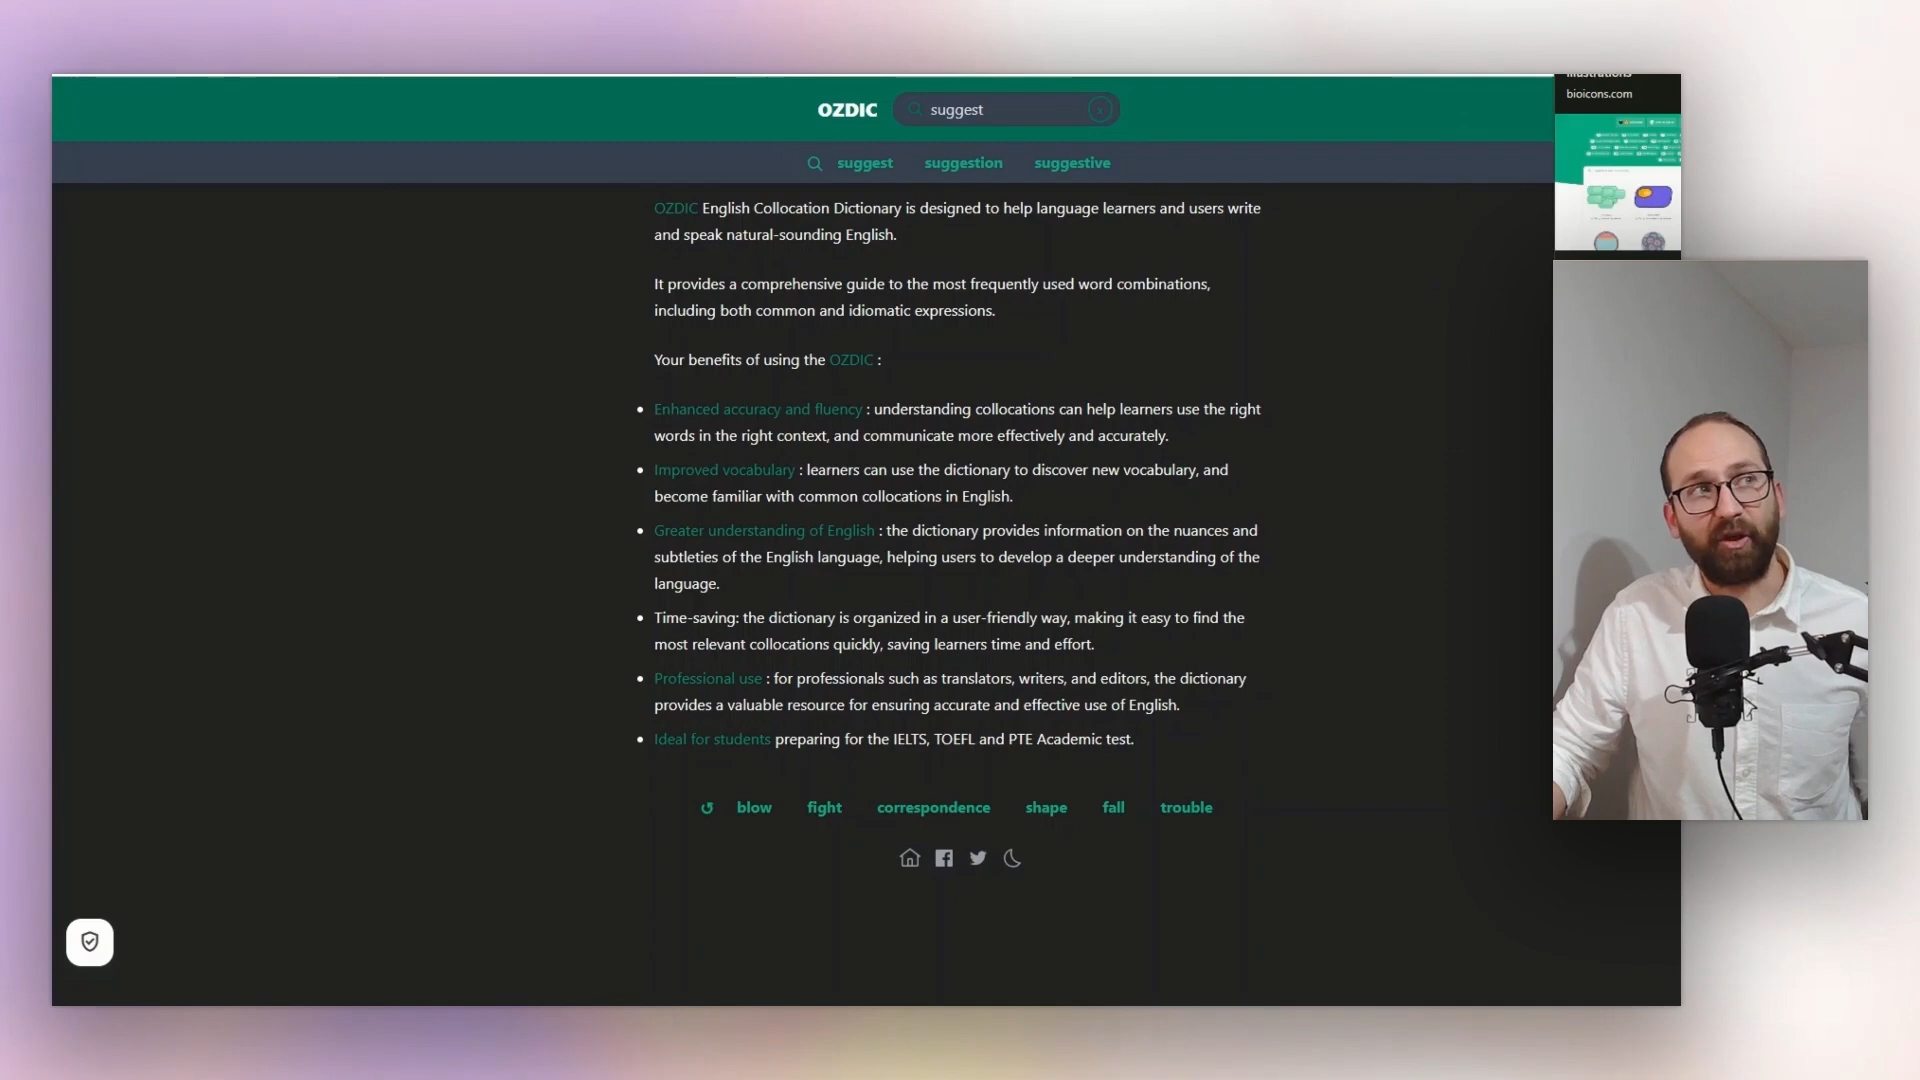 illustrations
bioicons.com
OZDIC suggest
suggest suggestion suggestive
OZDIC English Collocation Dictionary is designed to help language learners and users write
and speak natural-sounding English.
It provides a comprehensive guide to the most frequently used word combinations,
including both common and idiomatic expressions.
Your benefits of using the OZDIC :
Enhanced accuracy and fluency : understanding collocations can help learners use the right
words in the right context, and communicate more effectively and accurately.
Improved vocabulary : learners can use the dictionary to discover new vocabulary, and
become familiar with common collocations in English.
Greater understanding of English : the dictionary provides information on the nuances and
subtleties of the English language, helping users to develop a deeper understanding of the
language.
Time-saving: the dictionary is organized in a user-friendly way, making it easy to find the
most relevant collocations quickly, saving learners time and effort.
Professional use : for professionals such as translators, writers, and editors, the dictionary
provides a valuable resource for ensuring accurate and effective use of English.
Ideal for students preparing for the IELTS, TOEFL and PTE Academic test.
blow fight correspondence shape fall trouble